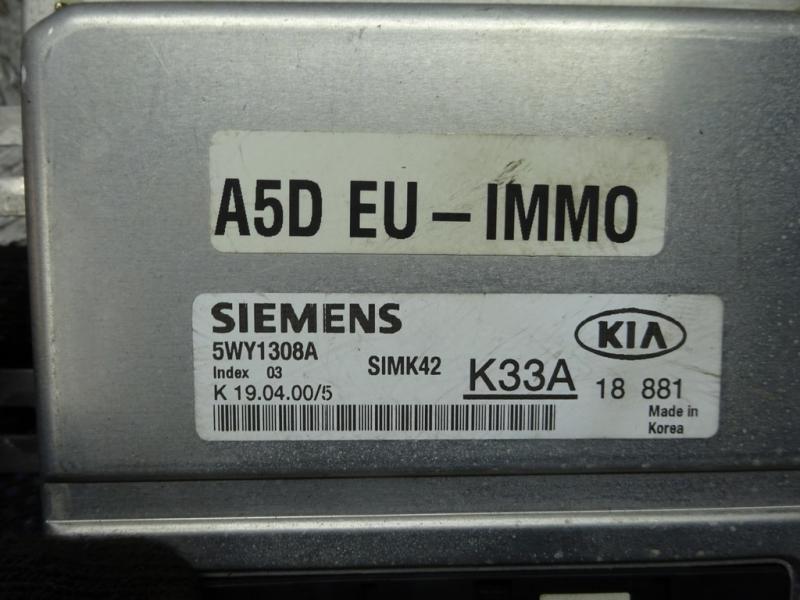 A5D EU - IMMO
SIEMENS
5WY1308A
Index 03
SIMK42
K33A
KIA
K 19.04.00/5
18 881
Made in
Korea